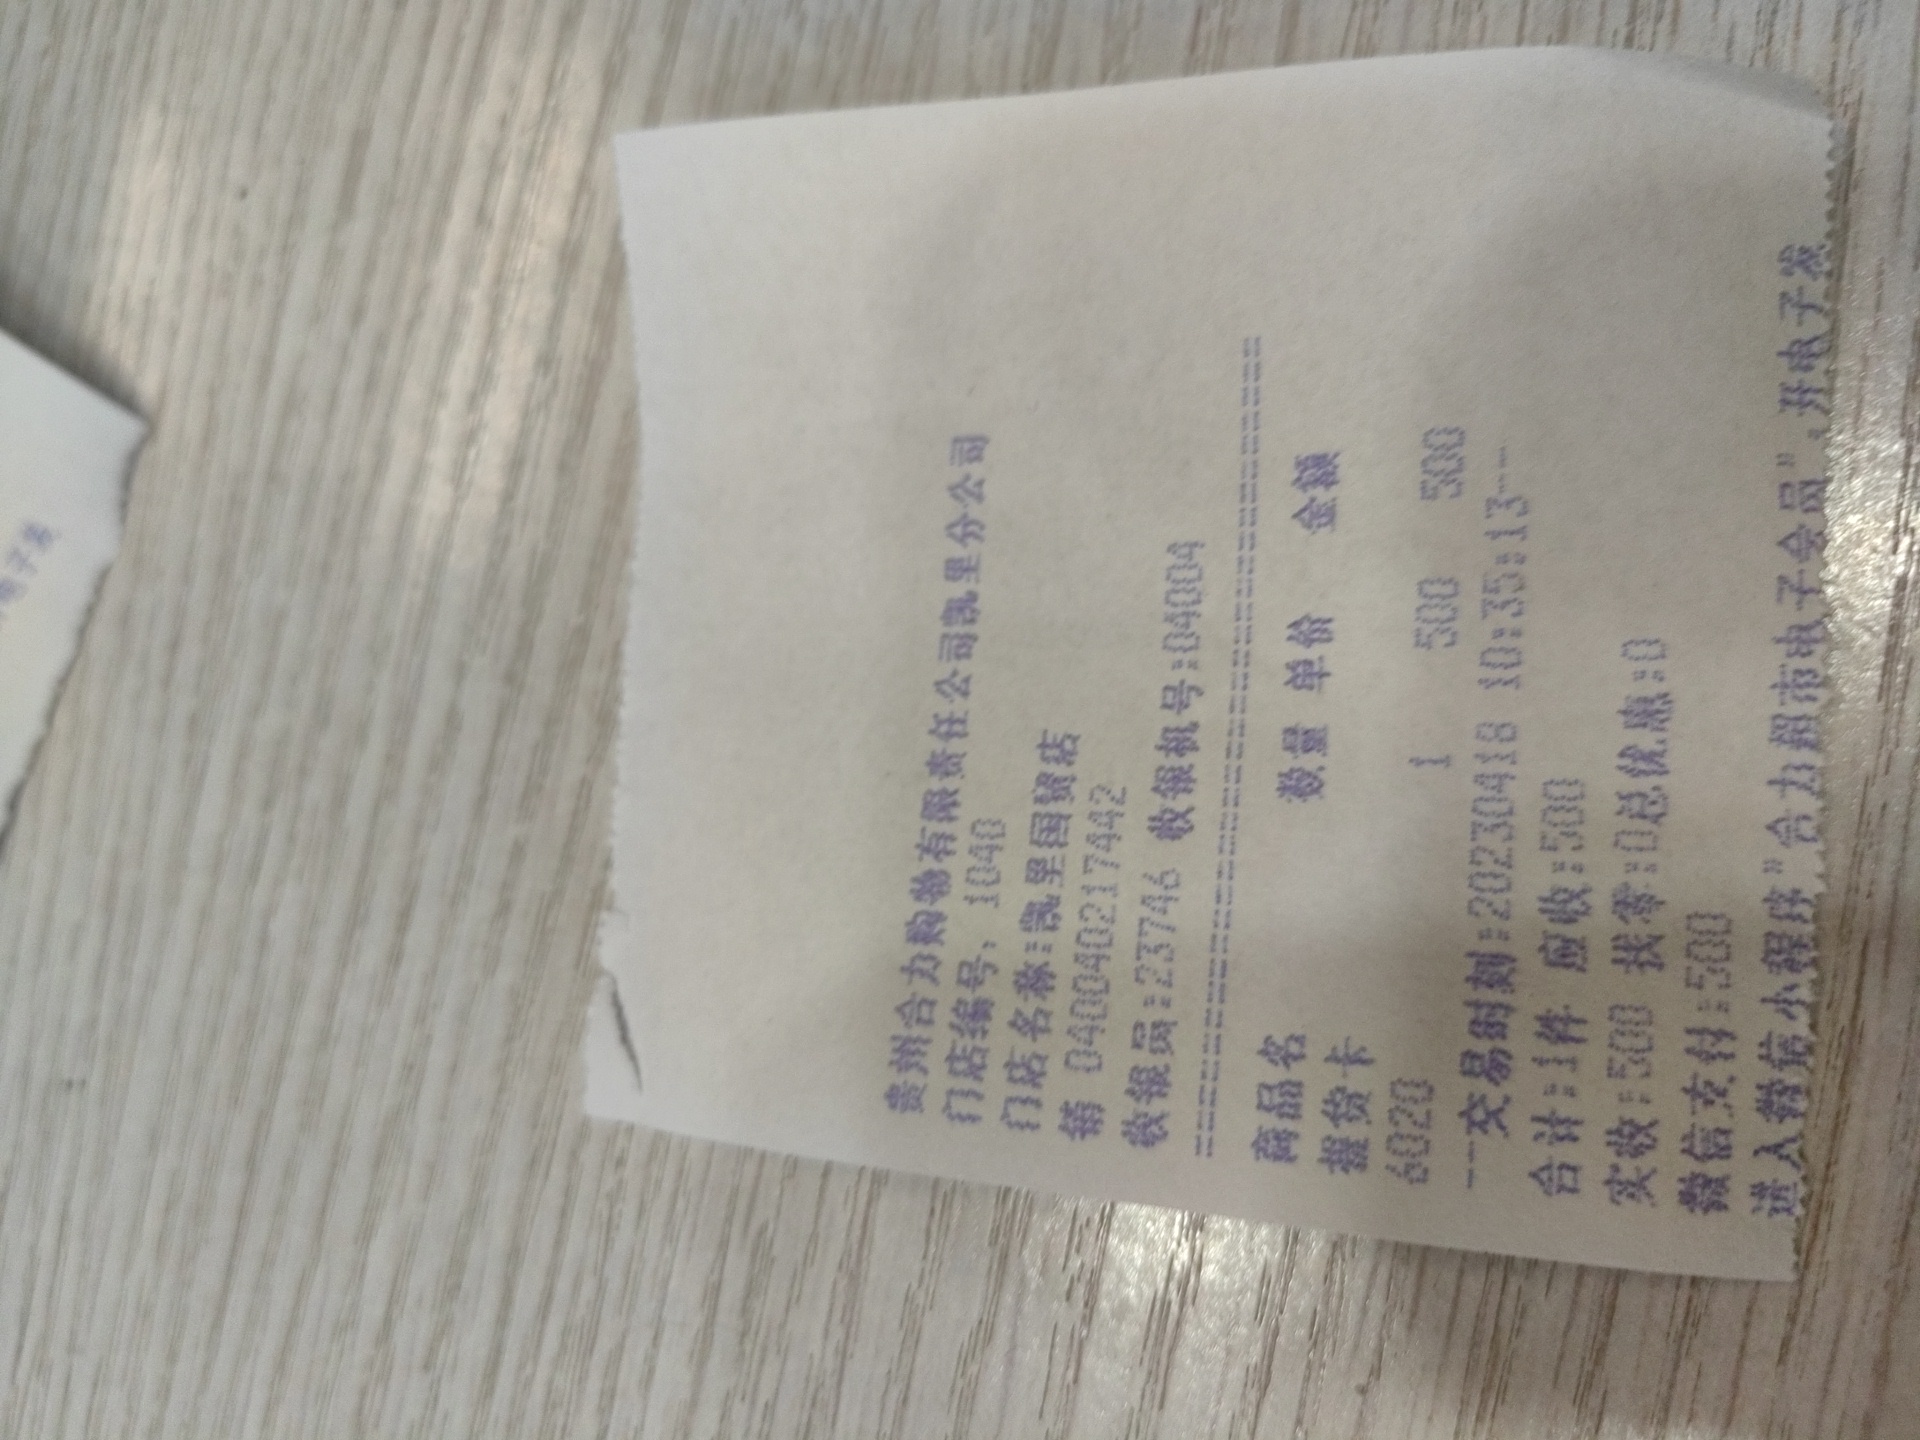 贵州合力购物有限责任公司凯里分公司
门店编号: 1040
门店名称:凯里国贸店
销 04004021​7442
收银员:23746 收银机号:04004
商品名 数量 单价 金额
提货卡
6020 1 500 500
--交易时刻:20230418 10:35:13---
合计:1件 应收:500
实收:500 找零:0总优惠:0
微信支付:500
进入微信小程序"合力超市电子会员",开电子发
电子发